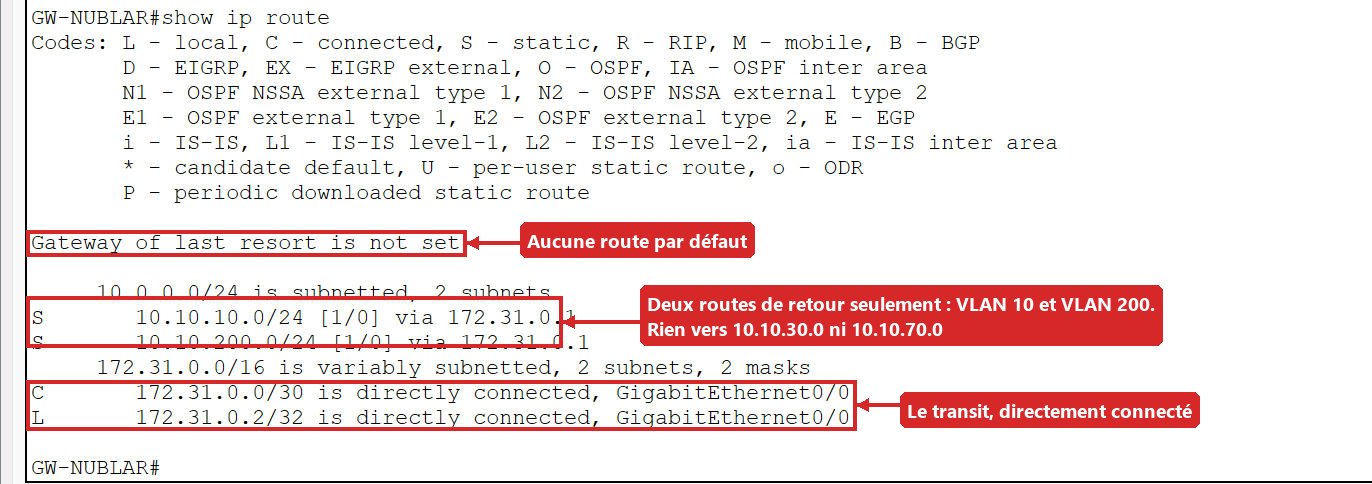 GW-NUBLAR#show ip route
Codes: L - local, C - connected, S - static, R - RIP, M - mobile, B - BGP
D - EIGRP, EX - EIGRP external, O - OSPF, IA - OSPF inter area
N1 - OSPF NSSA external type 1, N2 - OSPF NSSA external type 2
E1 - OSPF external type 1, E2 - OSPF external type 2, E - EGP
i - IS-IS, L1 - IS-IS level-1, L2 - IS-IS level-2, ia - IS-IS inter area
* - candidate default, U - per-user static route, o - ODR
P - periodic downloaded static route
Gateway of last resort is not set
Aucune route par défaut
10.0.0.0/24 is subnetted, 2 subnets
S 10.10.10.0/24 [1/0] via 172.31.0.1
S 10.10.200.0/24 [1/0] via 172.31.0.1
Deux routes de retour seulement : VLAN 10 et VLAN 200.
Rien vers 10.10.30.0 ni 10.10.70.0
172.31.0.0/16 is variably subnetted, 2 subnets, 2 masks
C 172.31.0.0/30 is directly connected, GigabitEthernet0/0
L 172.31.0.2/32 is directly connected, GigabitEthernet0/0
Le transit, directement connecté
GW-NUBLAR#